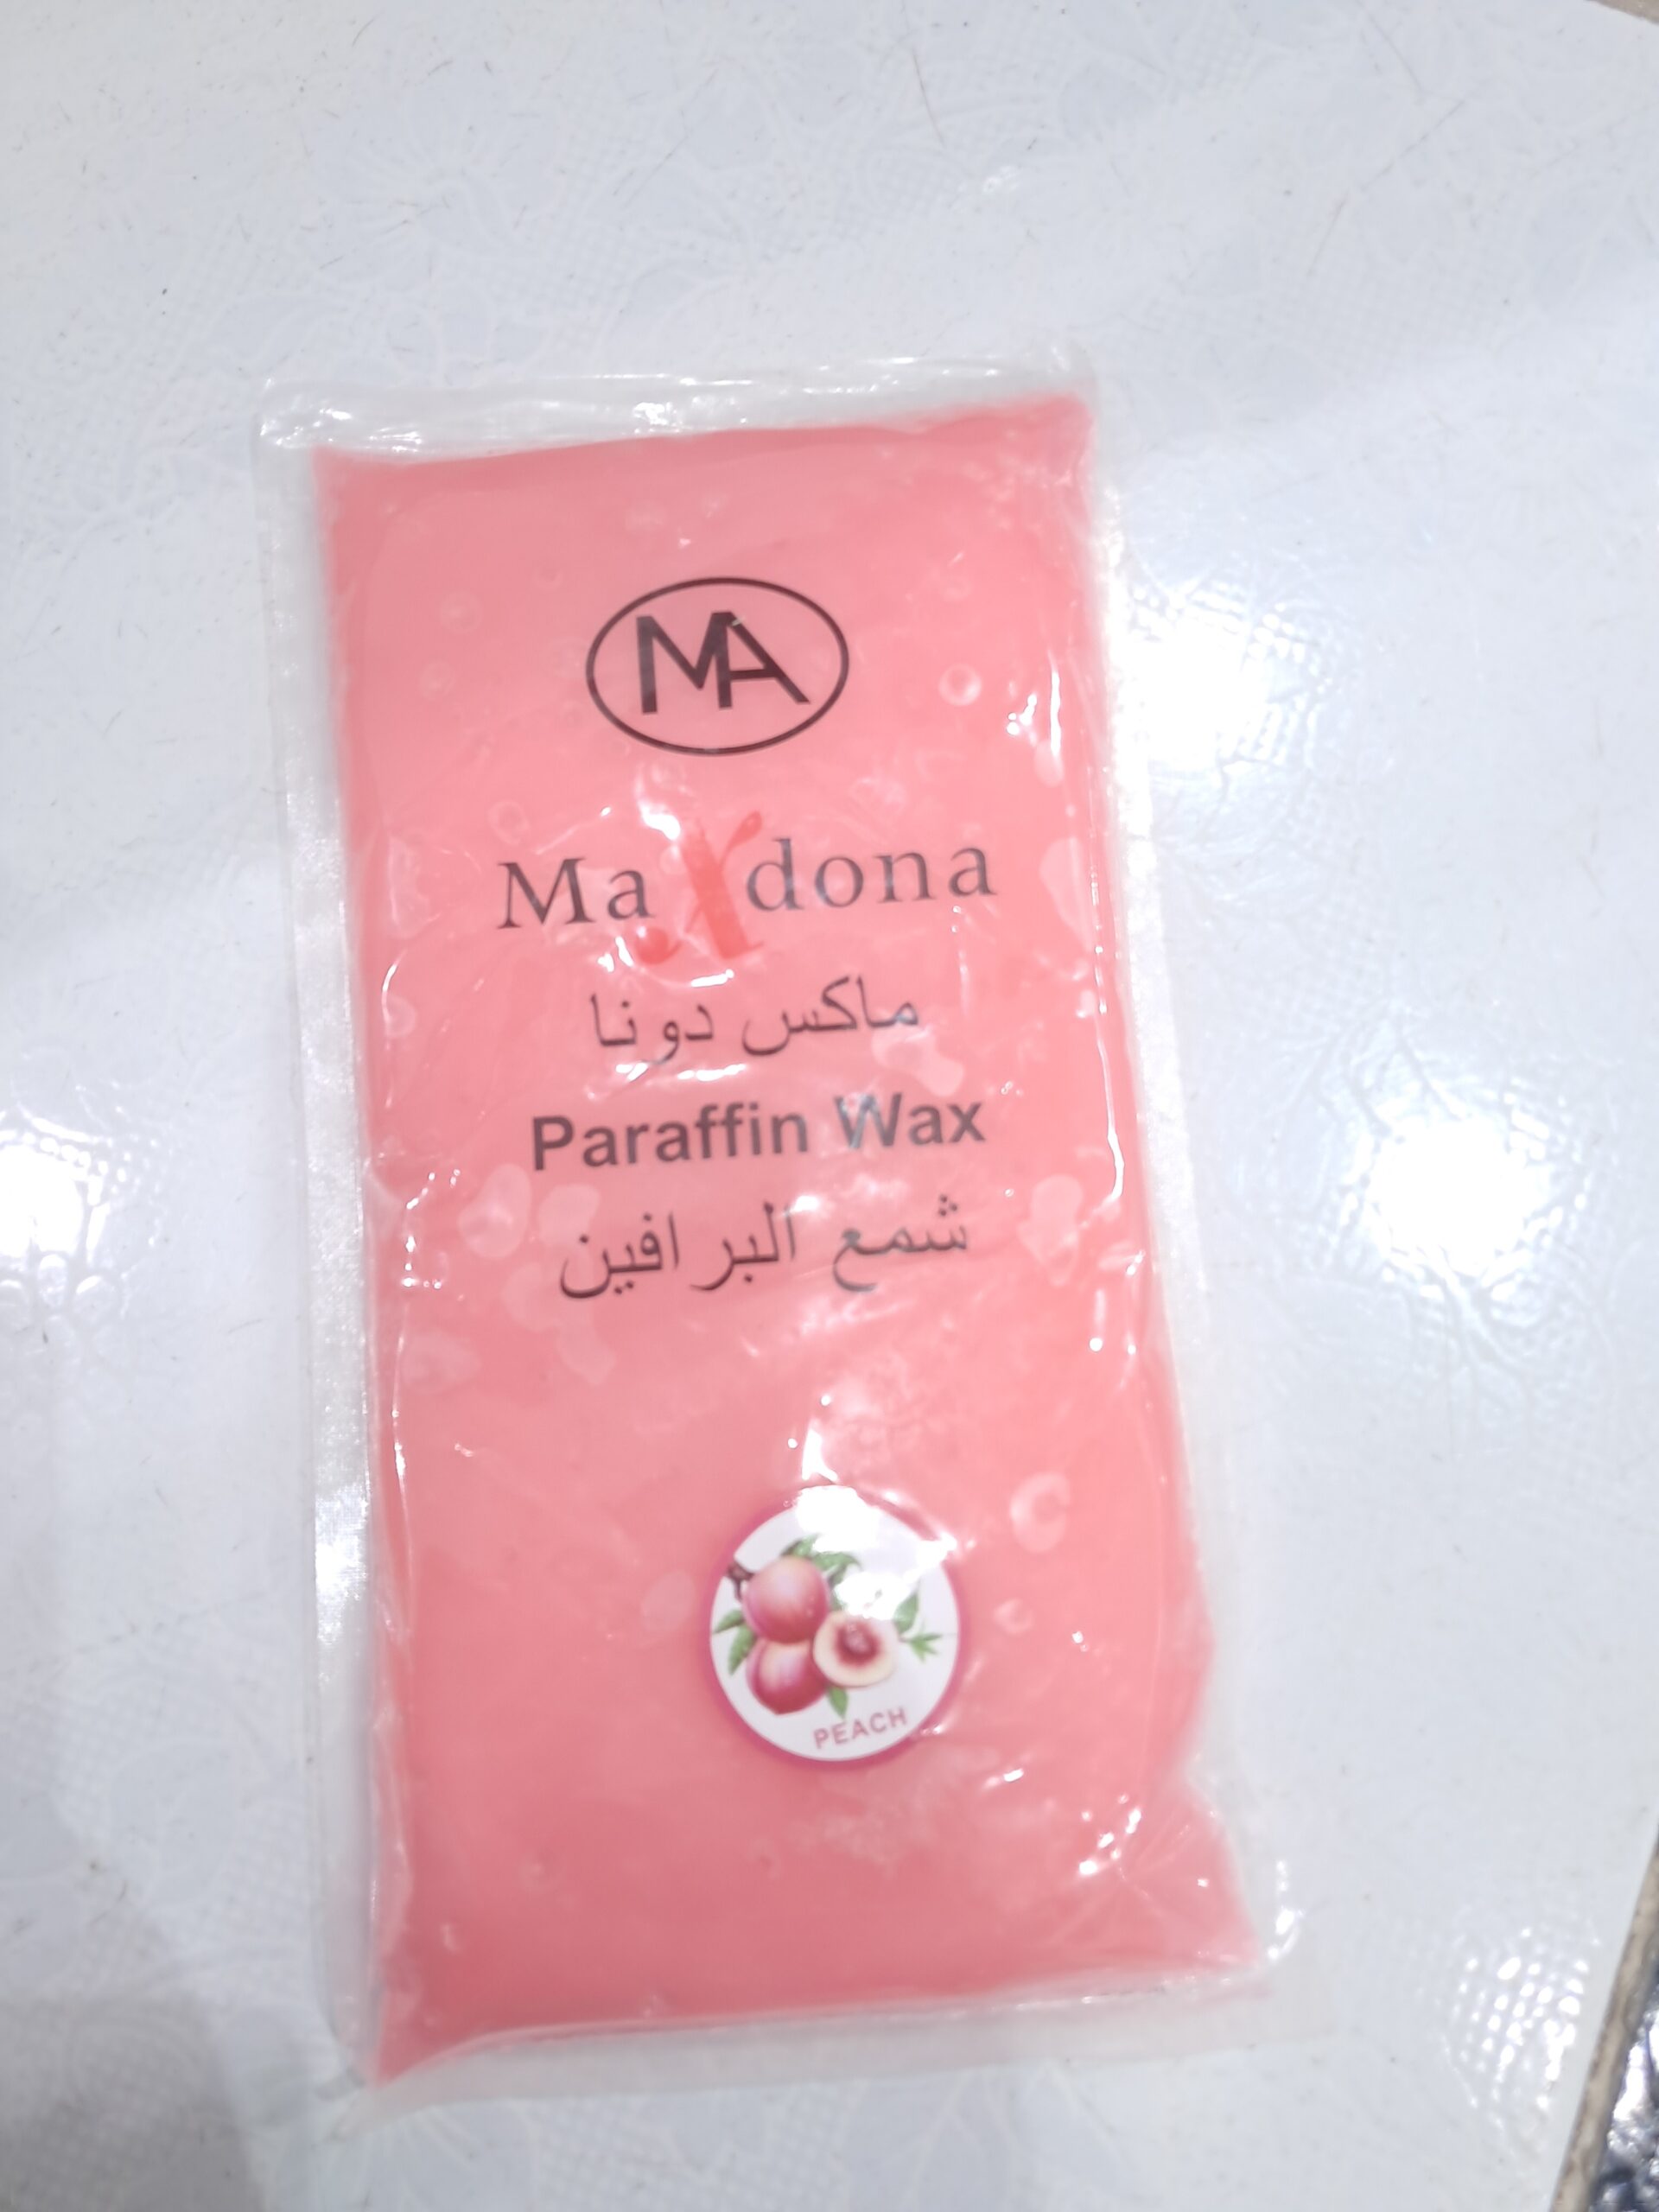 MA
Maxdona
ماكس دونا
Paraffin Wax
شمع البرافين
PEACH